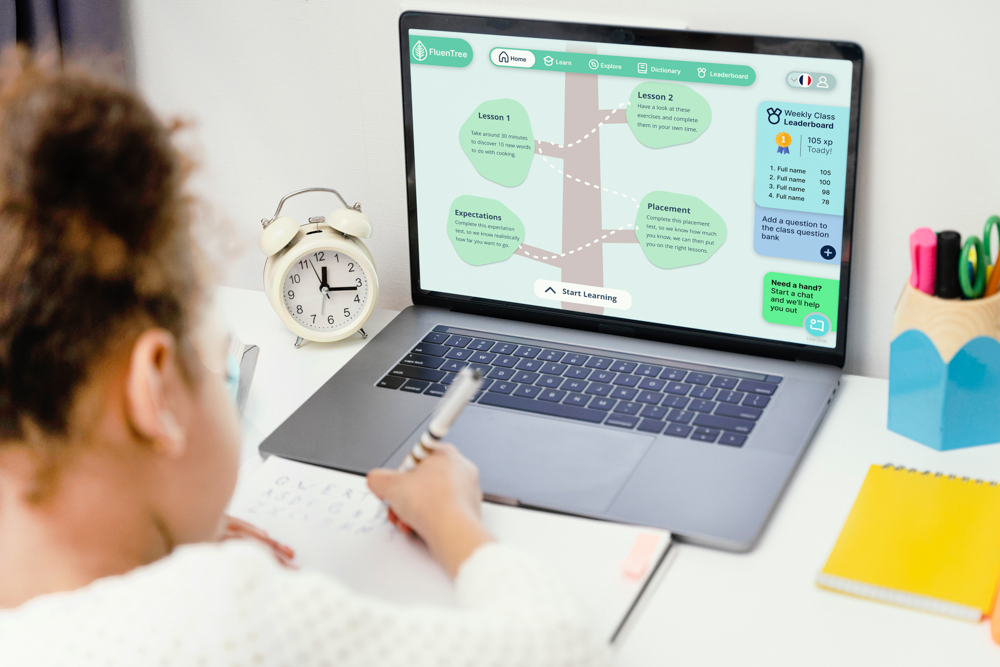 FluenTree
Home
Learn
Explore
Dictionary
Leaderboard
Lesson 1
Take around 30 minutes
to discover 10 new words
to do with cooking.
Lesson 2
Have a look at these
exercises and complete
them in your own time.
Expectations
Complete this expectation
test, so we know realistically
how far you want to go.
Placement
Complete this placement
test, so we know how much
you know, we can then put
you on the right lessons.
Start Learning
Weekly Class
Leaderboard
1
105 xp
Toady!
1. Full name 105
2. Full name 100
3. Full name 98
4. Full name 78
Add a question to
the class question
bank
Need a hand?
Start a chat
and we'll help
you out
12 1 2 3 4 5 6 7 8 9 10 11
QWERT